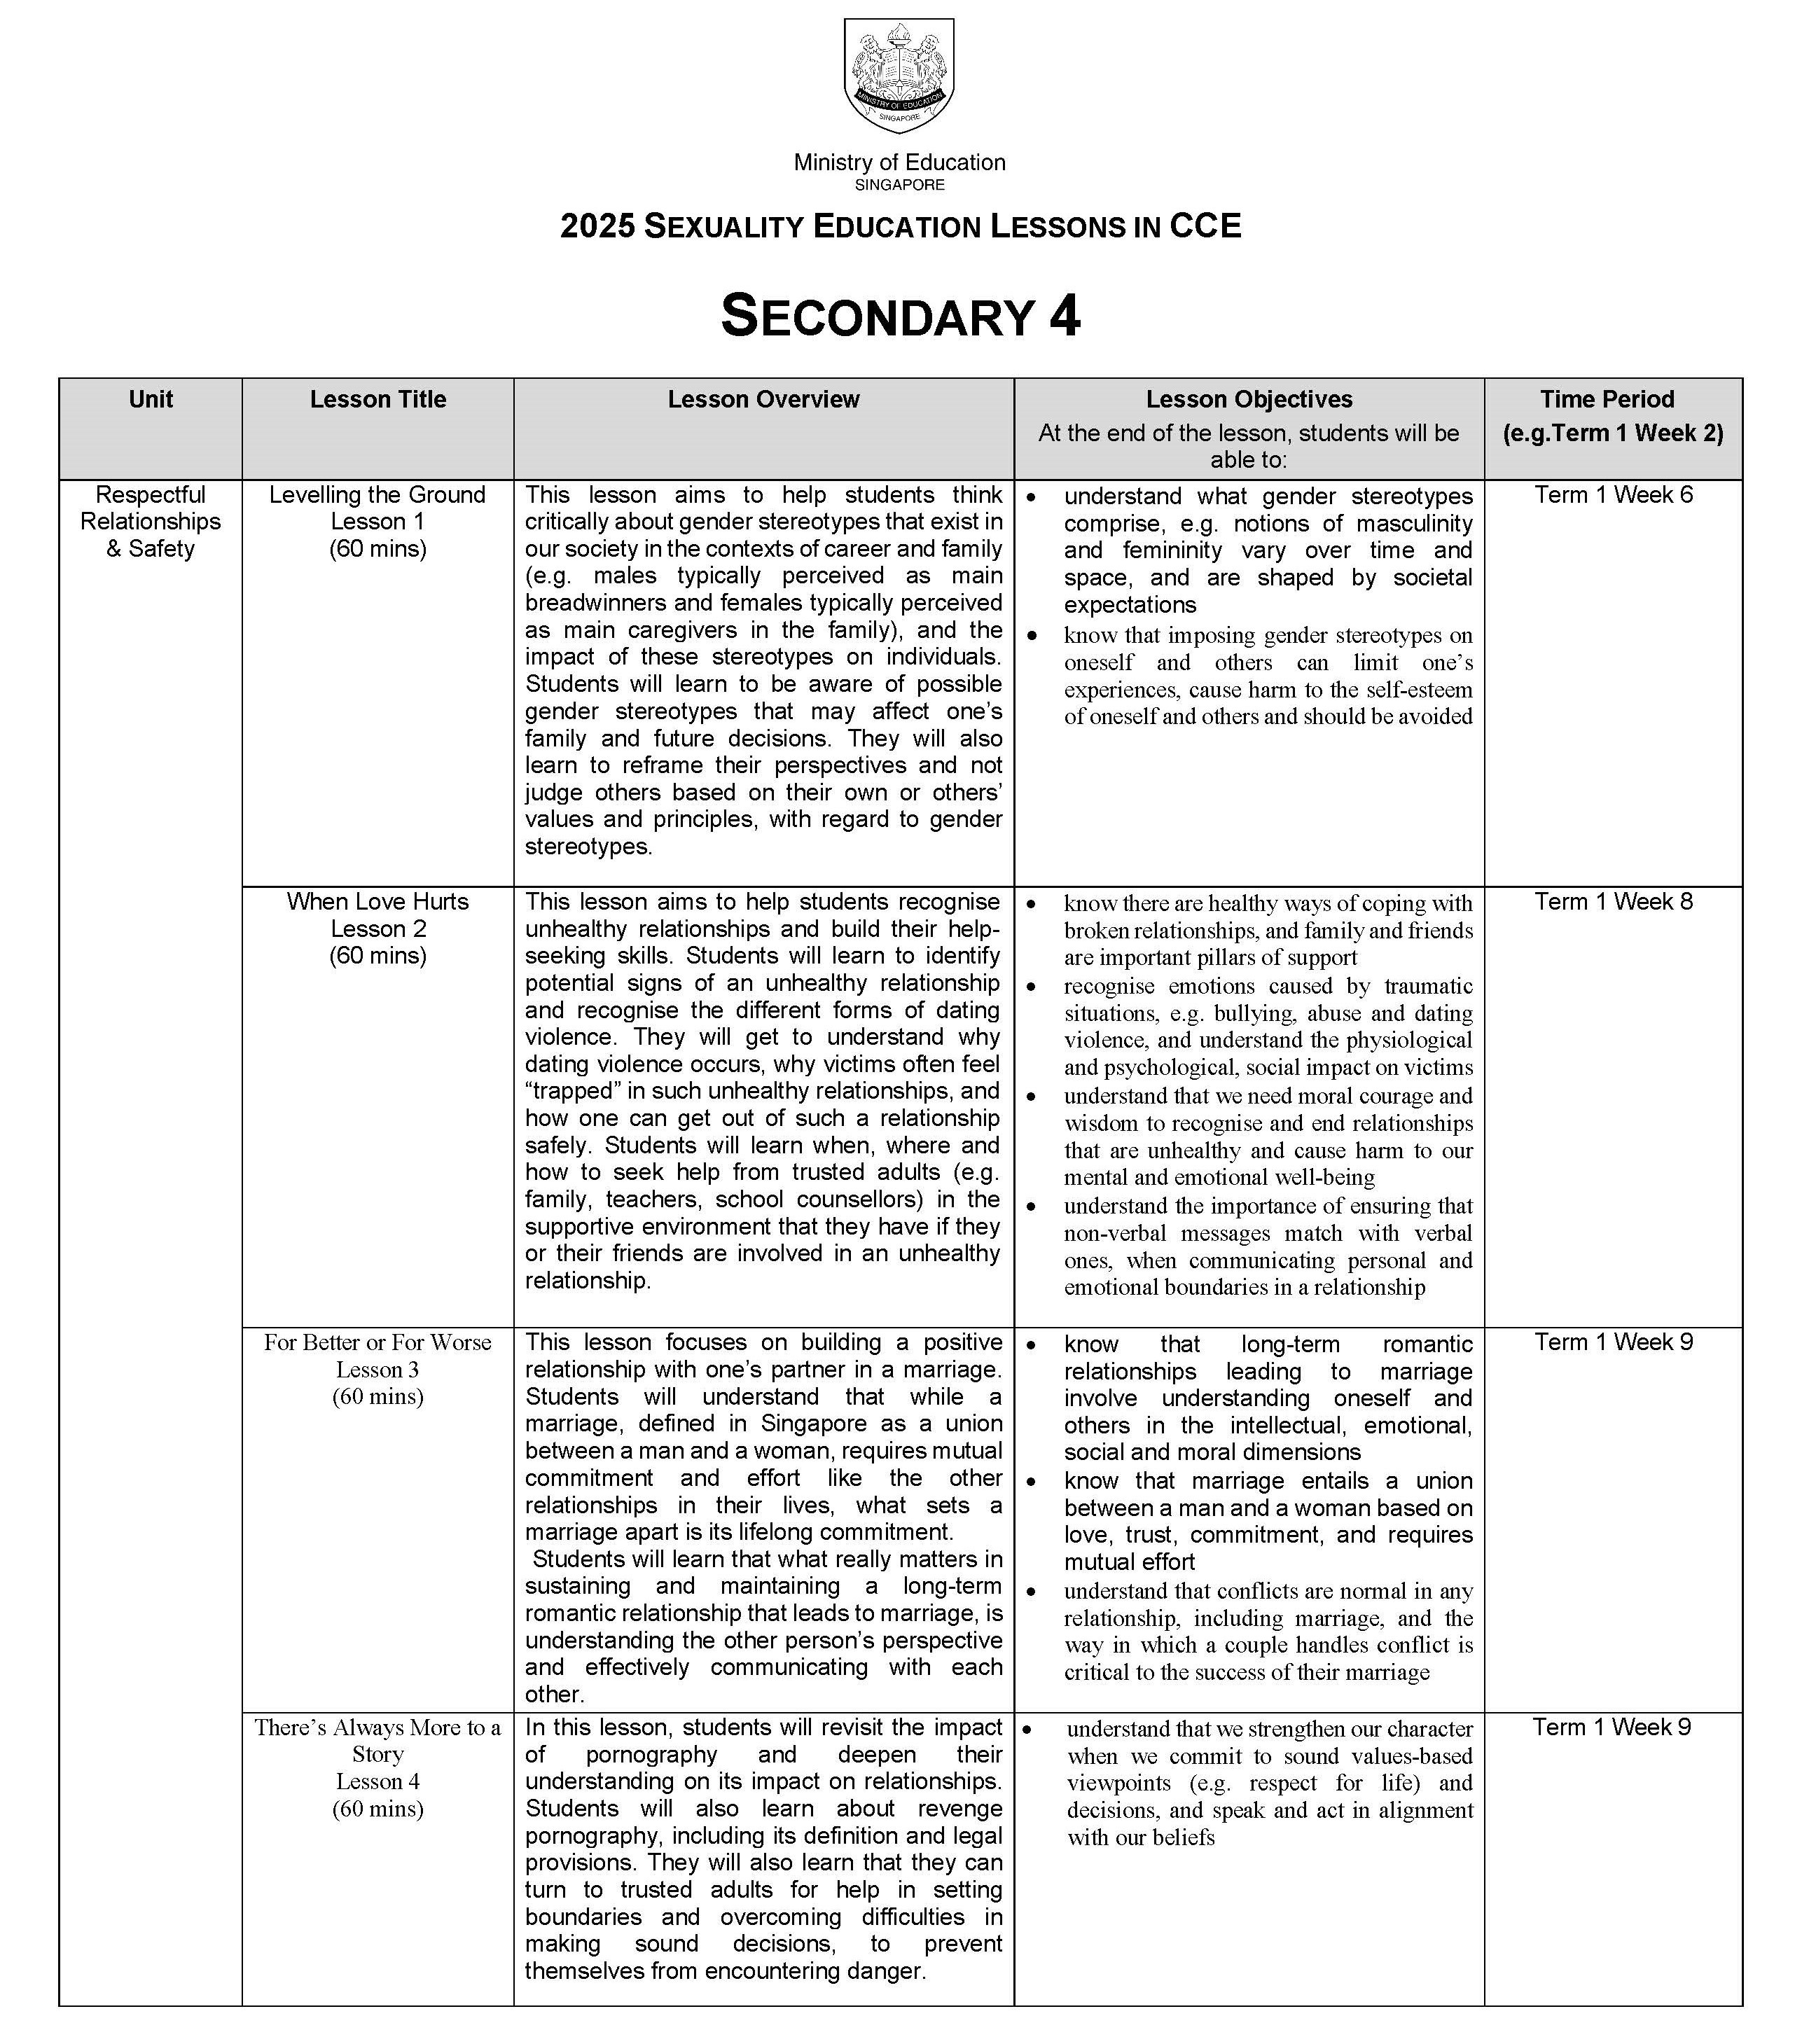 MINISTRY OF EDUCATION
SINGAPORE
Ministry of Education
SINGAPORE
2025 SEXUALITY EDUCATION LESSONS IN CCE
SECONDARY 4
Unit
Lesson Title
Lesson Overview
Lesson Objectives
At the end of the lesson, students will be
able to:
Time Period
(e.g.Term 1 Week 2)
Respectful
Relationships
& Safety
Levelling the Ground
Lesson 1
(60 mins)
This lesson aims to help students think
critically about gender stereotypes that exist in
our society in the contexts of career and family
(e.g. males typically perceived as main
breadwinners and females typically perceived
as main caregivers in the family), and the
impact of these stereotypes on individuals.
Students will learn to be aware of possible
gender stereotypes that may affect one's
family and future decisions. They will also
learn to reframe their perspectives and not
judge others based on their own or others'
values and principles, with regard to gender
stereotypes.
• understand what gender stereotypes
comprise, e.g. notions of masculinity
and femininity vary over time and
space, and are shaped by societal
expectations
• know that imposing gender stereotypes on
oneself and others can limit one's
experiences, cause harm to the self-esteem
of oneself and others and should be avoided
Term 1 Week 6
When Love Hurts
Lesson 2
(60 mins)
This lesson aims to help students recognise
unhealthy relationships and build their help-
seeking skills. Students will learn to identify
potential signs of an unhealthy relationship
and recognise the different forms of dating
violence. They will get to understand why
dating violence occurs, why victims often feel
“trapped” in such unhealthy relationships, and
how one can get out of such a relationship
safely. Students will learn when, where and
how to seek help from trusted adults (e.g.
family, teachers, school counsellors) in the
supportive environment that they have if they
or their friends are involved in an unhealthy
relationship.
• know there are healthy ways of coping with
broken relationships, and family and friends
are important pillars of support
• recognise emotions caused by traumatic
situations, e.g. bullying, abuse and dating
violence, and understand the physiological
and psychological, social impact on victims
• understand that we need moral courage and
wisdom to recognise and end relationships
that are unhealthy and cause harm to our
mental and emotional well-being
• understand the importance of ensuring that
non-verbal messages match with verbal
ones, when communicating personal and
emotional boundaries in a relationship
Term 1 Week 8
For Better or For Worse
Lesson 3
(60 mins)
This lesson focuses on building a positive
relationship with one's partner in a marriage.
Students will understand that while a
marriage, defined in Singapore as a union
between a man and a woman, requires mutual
commitment and effort like the other
relationships in their lives, what sets a
marriage apart is its lifelong commitment.
Students will learn that what really matters in
sustaining and maintaining a long-term
romantic relationship that leads to marriage, is
understanding the other person's perspective
and effectively communicating with each
other.
• know that long-term romantic
relationships leading to marriage
involve understanding oneself and
others in the intellectual, emotional,
social and moral dimensions
• know that marriage entails a union
between a man and a woman based on
love, trust, commitment, and requires
mutual effort
• understand that conflicts are normal in any
relationship, including marriage, and the
way in which a couple handles conflict is
critical to the success of their marriage
Term 1 Week 9
There's Always More to a
Story
Lesson 4
(60 mins)
In this lesson, students will revisit the impact
of pornography and deepen their
understanding on its impact on relationships.
Students will also learn about revenge
pornography, including its definition and legal
provisions. They will also learn that they can
turn to trusted adults for help in setting
boundaries and overcoming difficulties in
making sound decisions, to prevent
themselves from encountering danger.
• understand that we strengthen our character
when we commit to sound values-based
viewpoints (e.g. respect for life) and
decisions, and speak and act in alignment
with our beliefs
Term 1 Week 9